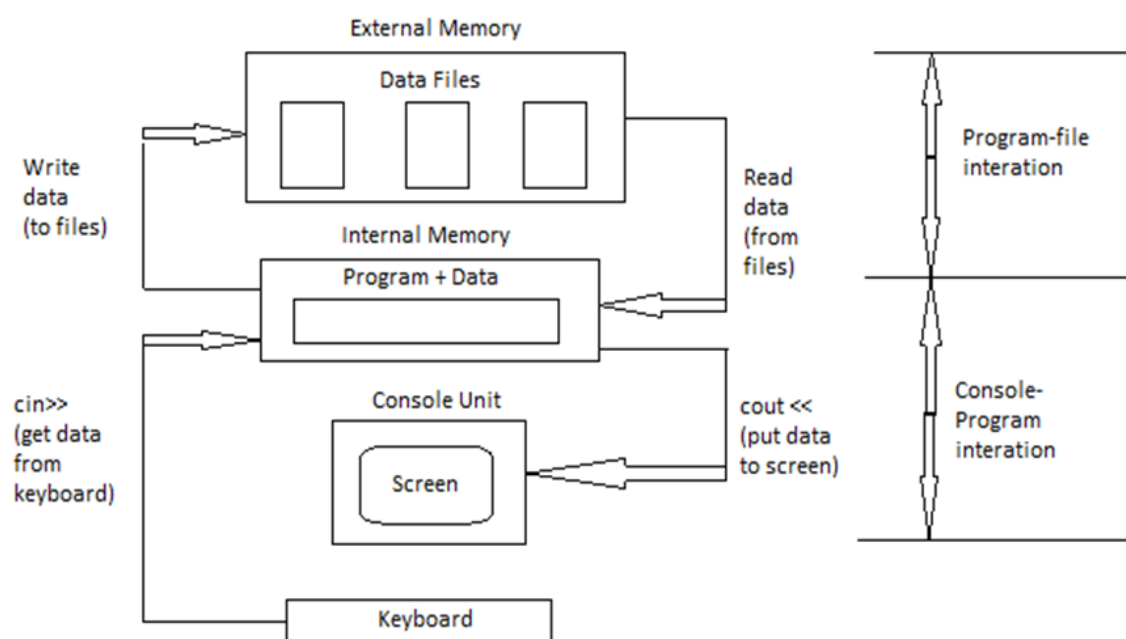 External Memory
Data Files
Write
data
(to files)
Read
data
(from
files)
Program-file
interation
Internal Memory
Program + Data
cin>>
(get data
from
keyboard)
Console Unit
Screen
cout <<
(put data
to screen)
Console-
Program
interation
Keyboard